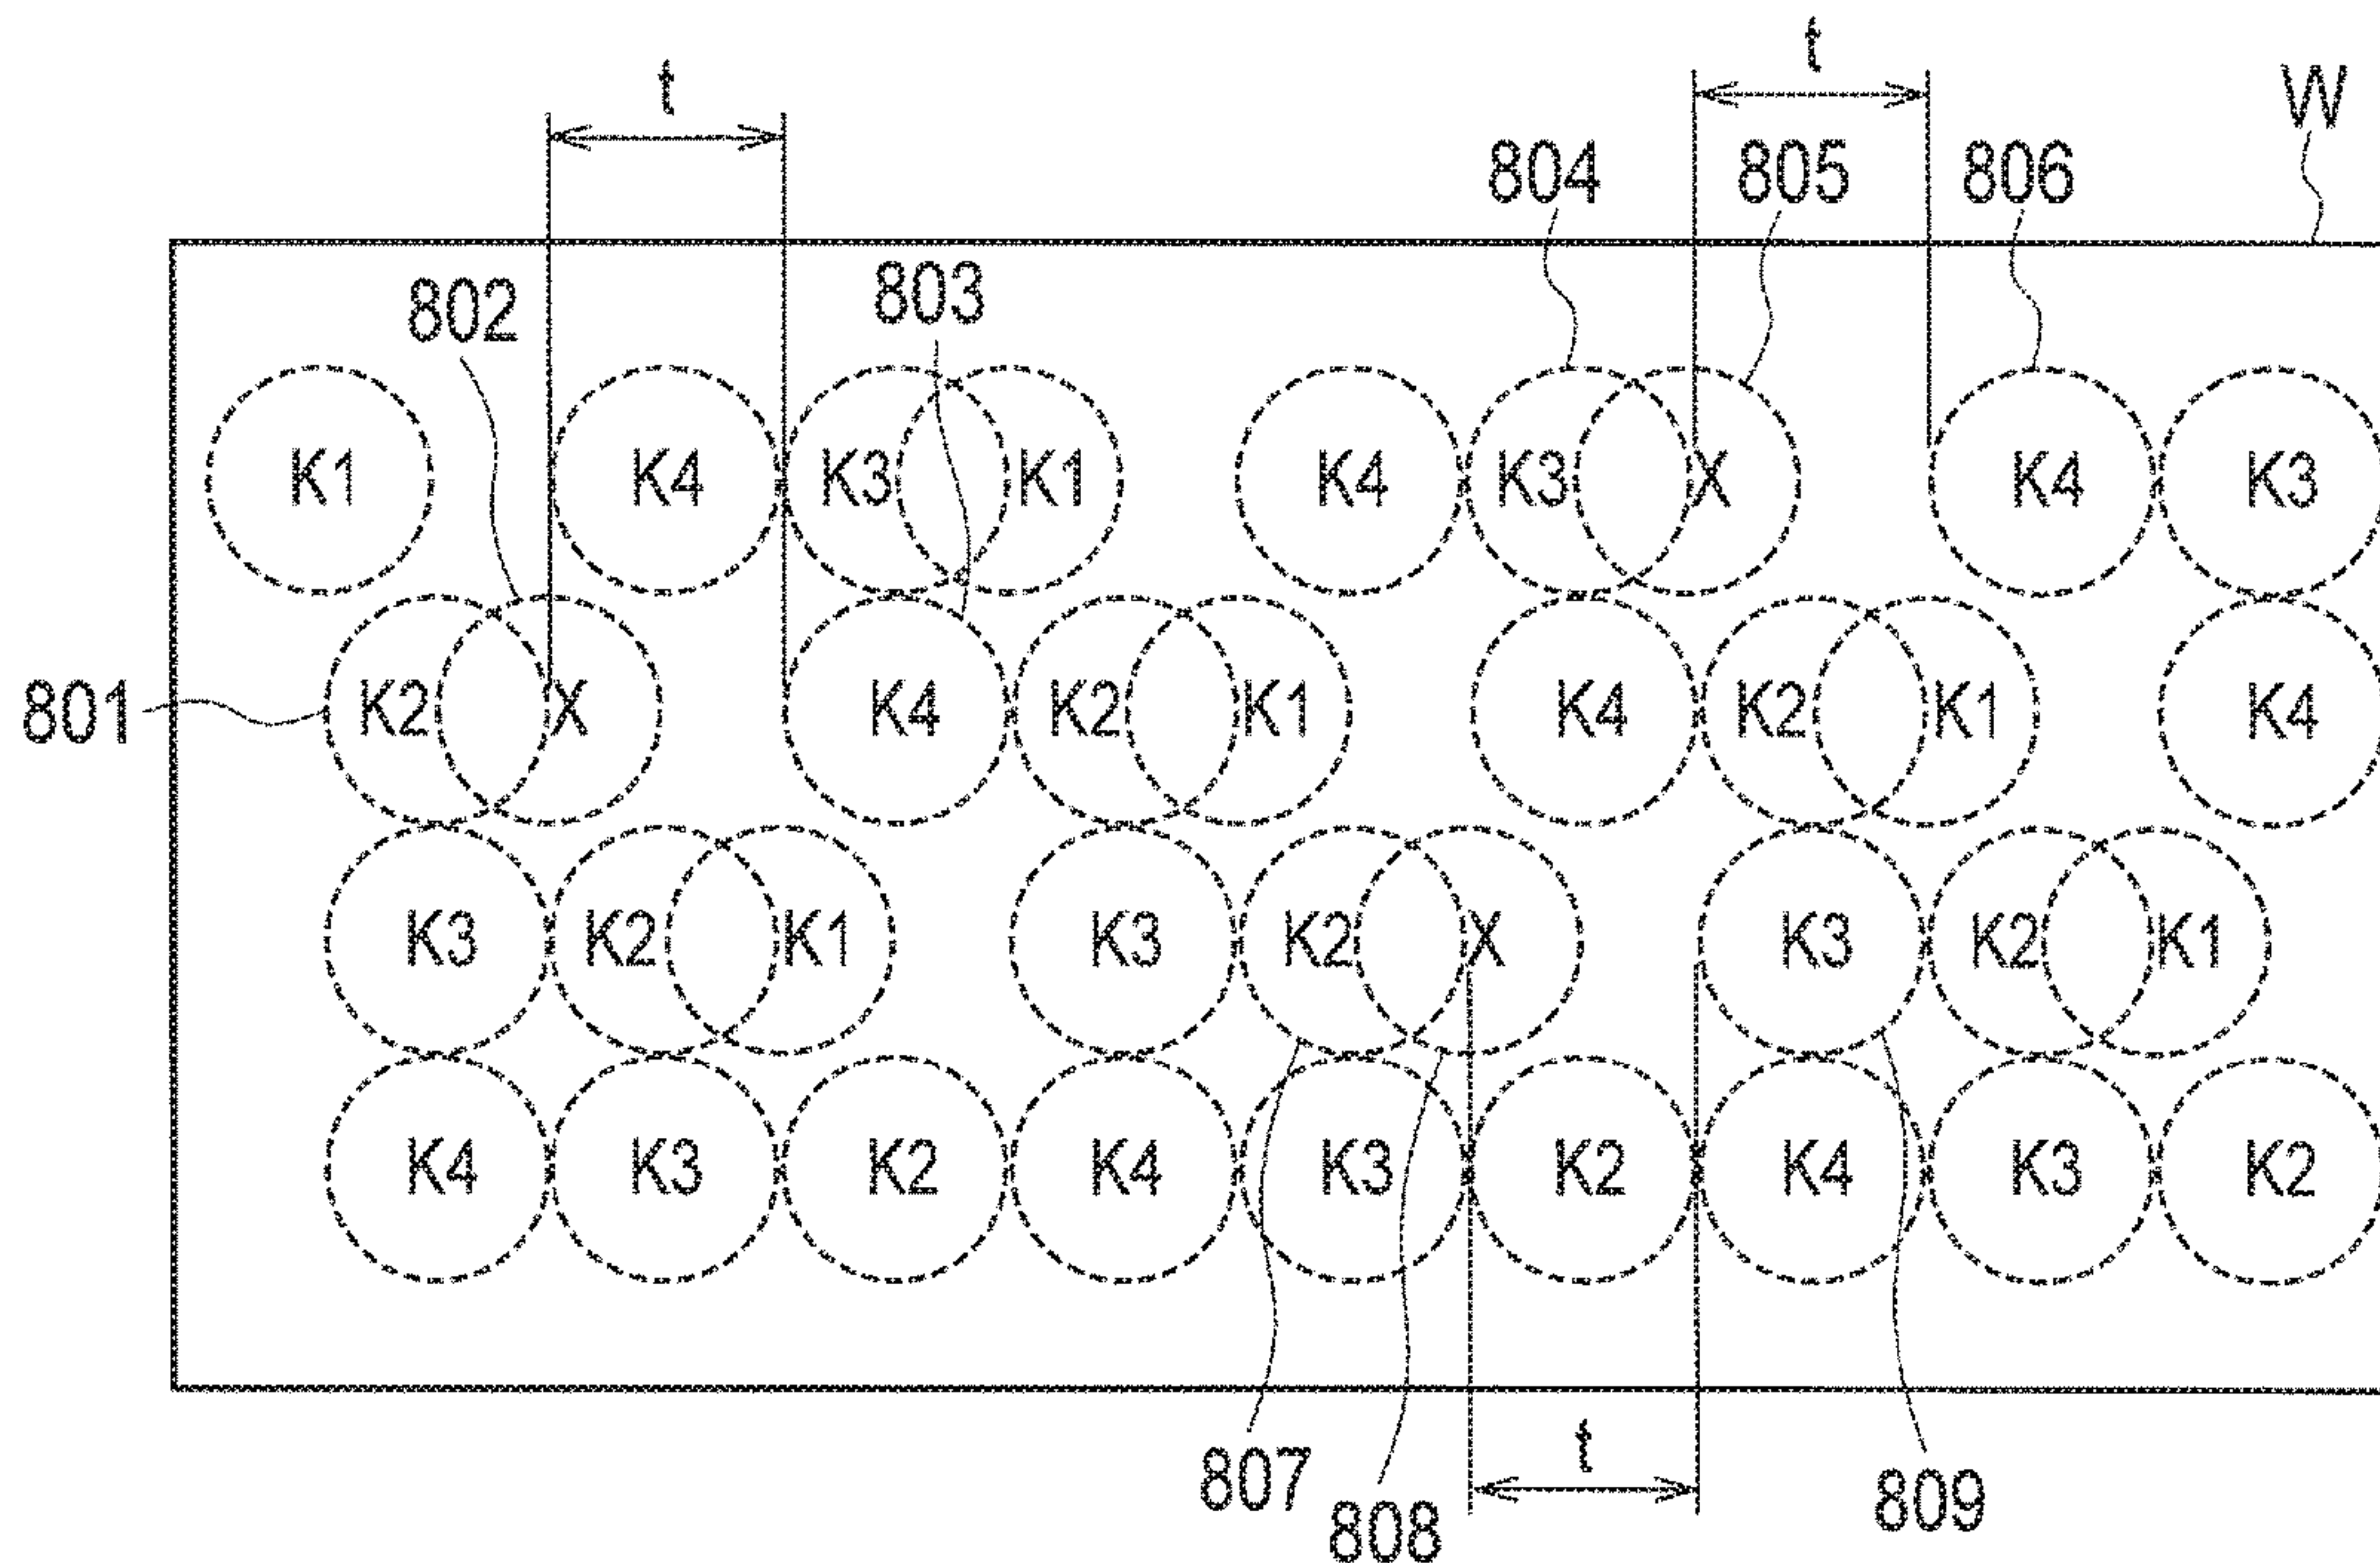 t t W
804 805 806
802 803
K1 K4 K3 K1 K4 K3 X K4 K3
801 K2 X K4 K2 K1 K4 K2 K1 K4
K3 K2 K1 K3 K2 X K3 K2 K1
K4 K3 K2 K4 K3 K2 K4 K3 K2
807 808 t 809